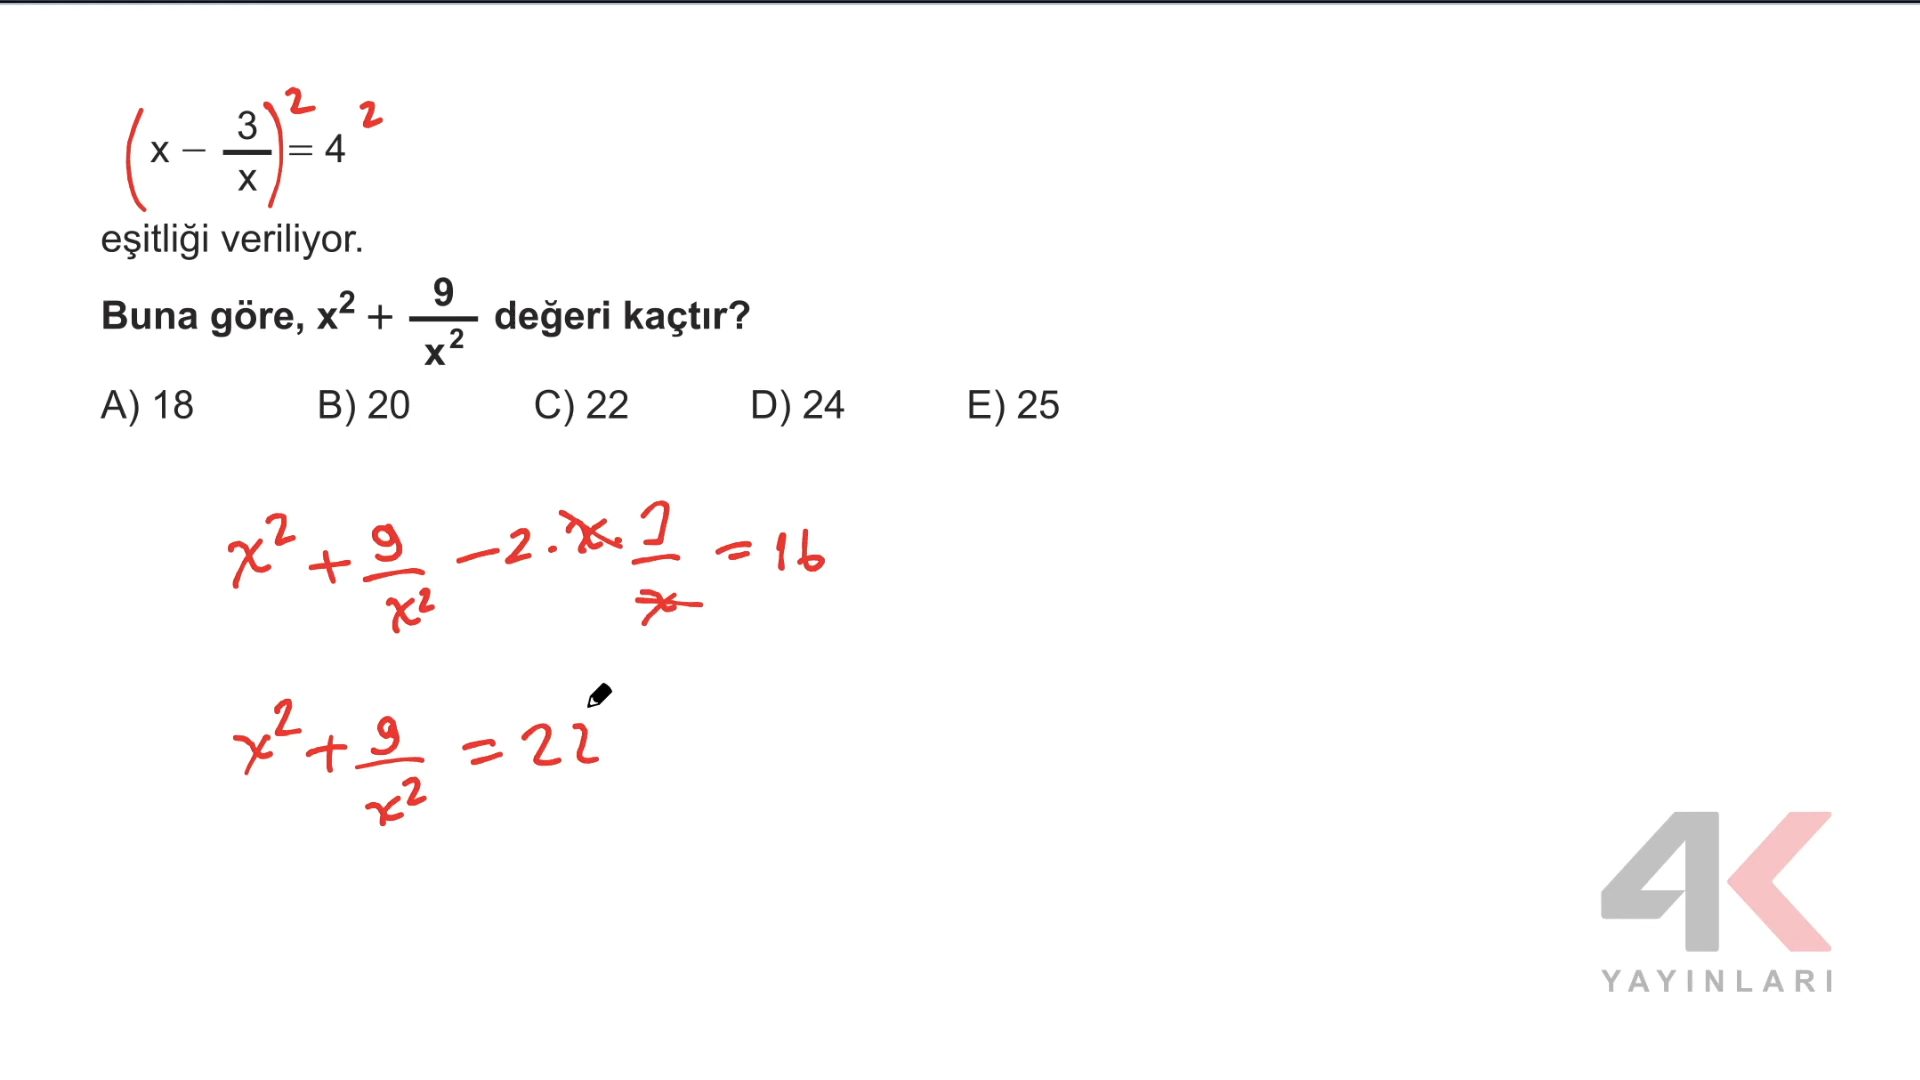 (x − 3/x)² = 4²
eşitliği veriliyor.
Buna göre, x² + 9/x² değeri kaçtır?
A) 18 B) 20 C) 22 D) 24 E) 25
x² + 9/x² − 2 · x · 3/x = 16
x² + 9/x² = 22
4K
YAYINLARI